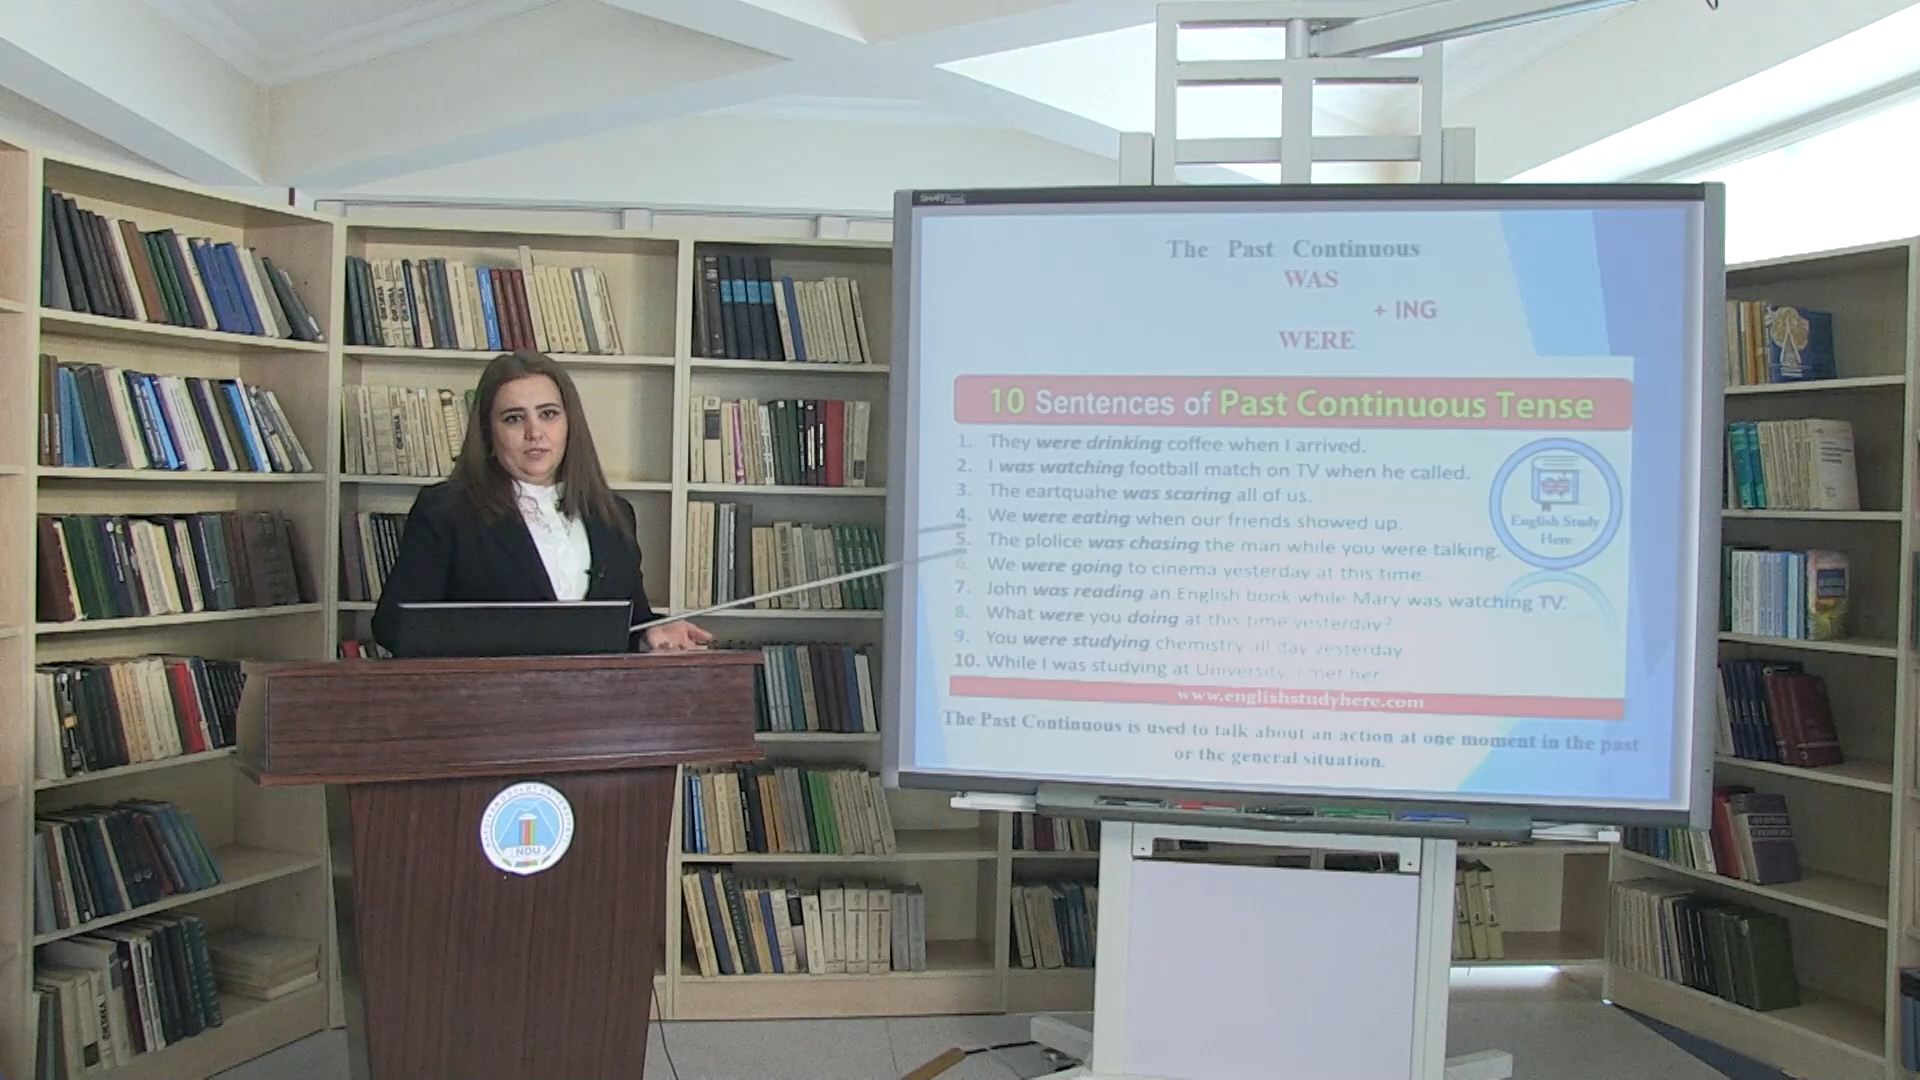 SMART Board
The Past Continuous
WAS
+ ING
WERE
10 Sentences of Past Continuous Tense
1. They were drinking coffee when I arrived.
2. I was watching football match on TV when he called.
3. The eartquahe was scaring all of us.
4. We were eating when our friends showed up.
5. The plolice was chasing the man while you were talking.
6. We were going to cinema yesterday at this time.
7. John was reading an English book while Mary was watching TV.
8. What were you doing at this time yesterday?
9. You were studying chemistry all day yesterday
10. While I was studying at University, I met her
English Study
Here
www.englishstudyhere.com
The Past Continuous is used to talk about an action at one moment in the past
or the general situation.
NDU